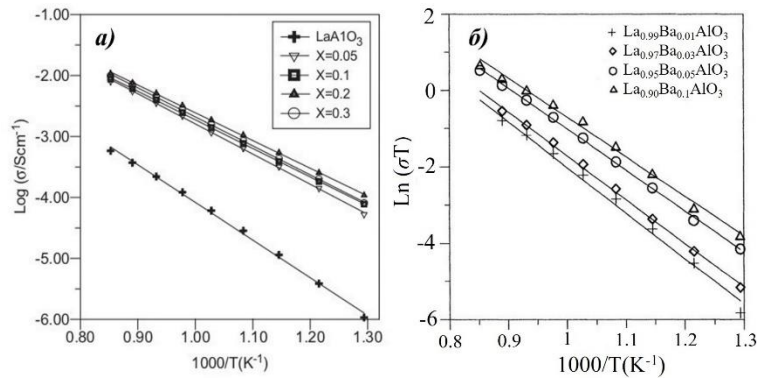 а)
LaA1O₃
X=0.05
X=0.1
X=0.2
X=0.3
-1.00
-2.00
-3.00
-4.00
-5.00
-6.00
Log (σ/Scm⁻¹)
0.80 0.90 1.00 1.10 1.20 1.30
1000/T(K⁻¹)
б)
La₀.₉₉Ba₀.₀₁AlO₃
La₀.₉₇Ba₀.₀₃AlO₃
La₀.₉₅Ba₀.₀₅AlO₃
La₀.₉₀Ba₀.₁AlO₃
2
0
-2
-4
-6
Ln (σT)
0.8 0.9 1 1.1 1.2 1.3
1000/T(K⁻¹)